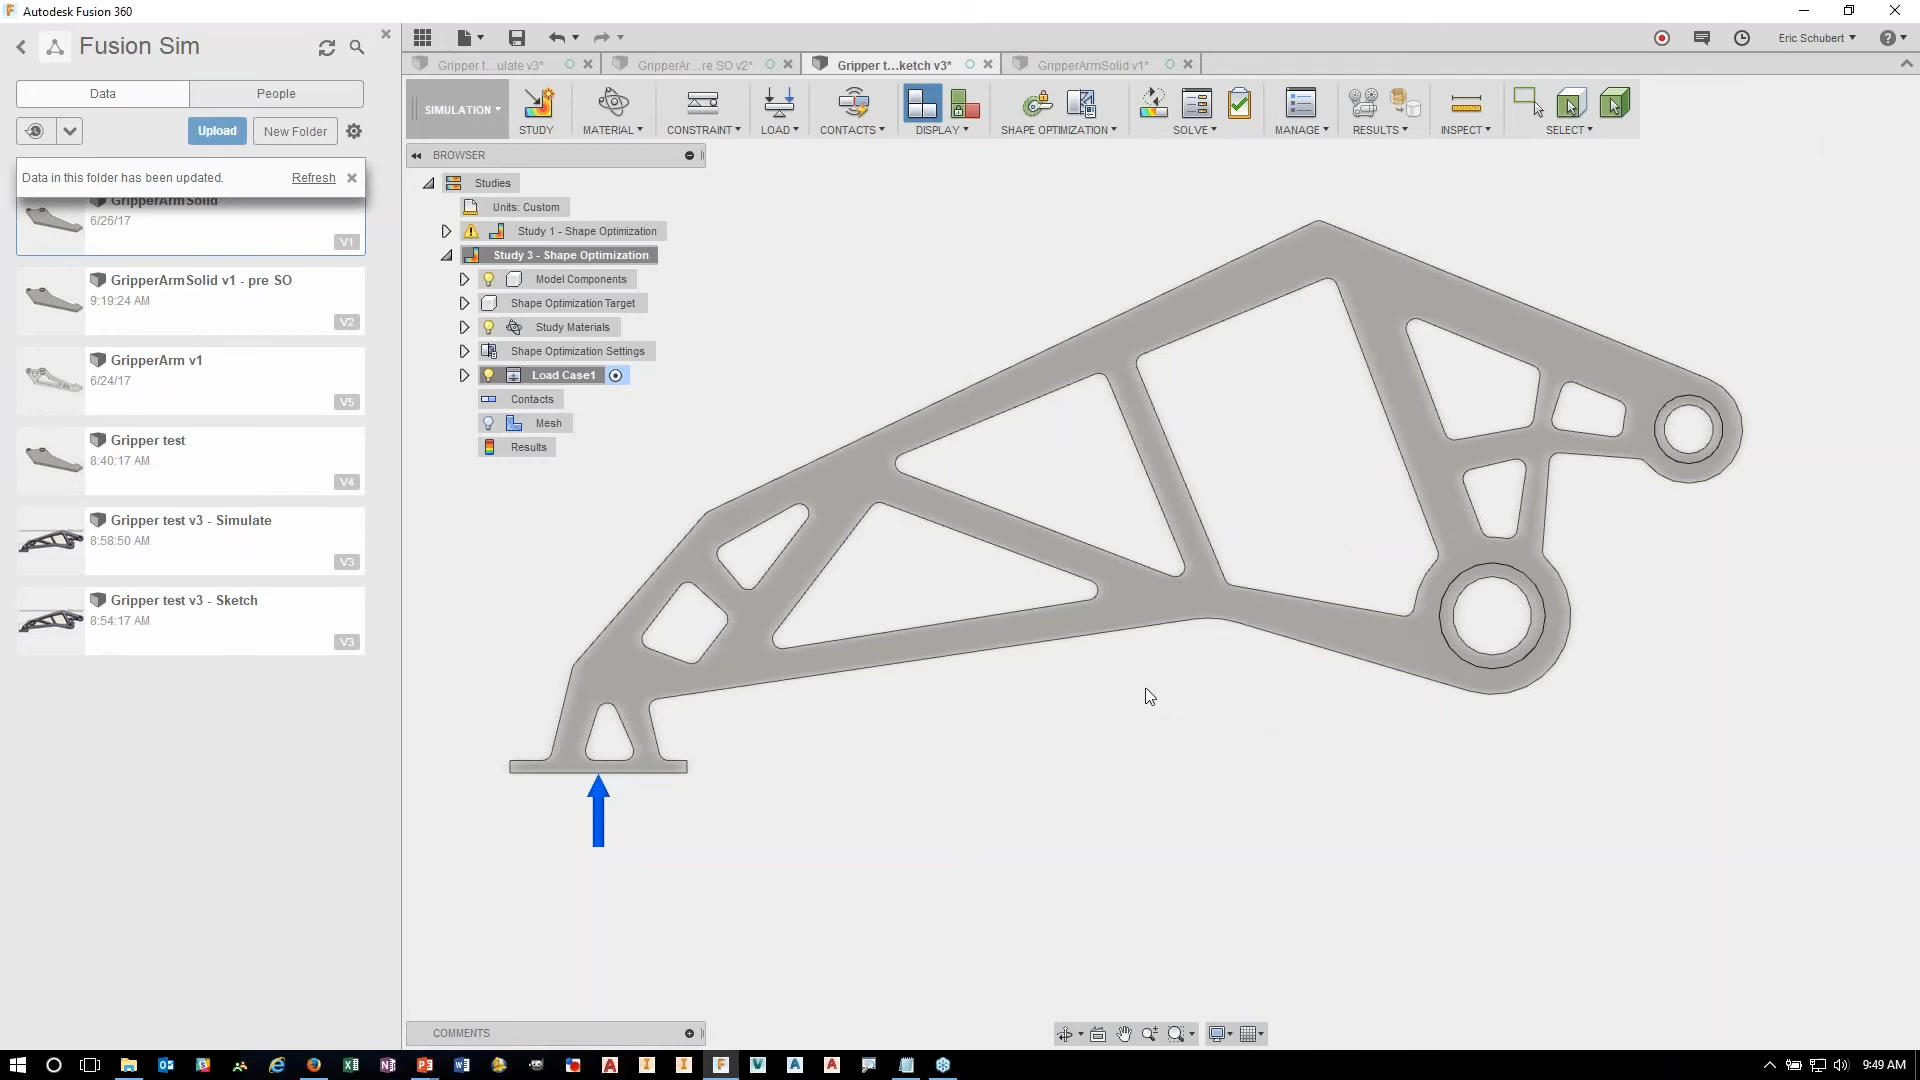 Autodesk Fusion 360
Fusion Sim
Data People
Upload New Folder
Data in this folder has been updated. Refresh
GripperArmSolid
6/26/17
V1
GripperArmSolid v1 - pre SO
9:19:24 AM
V2
GripperArm v1
6/24/17
V5
Gripper test
8:40:17 AM
V4
Gripper test v3 - Simulate
8:58:50 AM
V3
Gripper test v3 - Sketch
8:54:17 AM
V3
Eric Schubert
Gripper t...ulate v3* GripperAr...re SO v2* Gripper t...ketch v3* GripperArmSolid v1*
SIMULATION STUDY MATERIAL CONSTRAINT LOAD CONTACTS DISPLAY SHAPE OPTIMIZATION SOLVE MANAGE RESULTS INSPECT SELECT
BROWSER
Studies
Units: Custom
Study 1 - Shape Optimization
Study 3 - Shape Optimization
Model Components
Shape Optimization Target
Study Materials
Shape Optimization Settings
Load Case1
Contacts
Mesh
Results
COMMENTS
9:49 AM